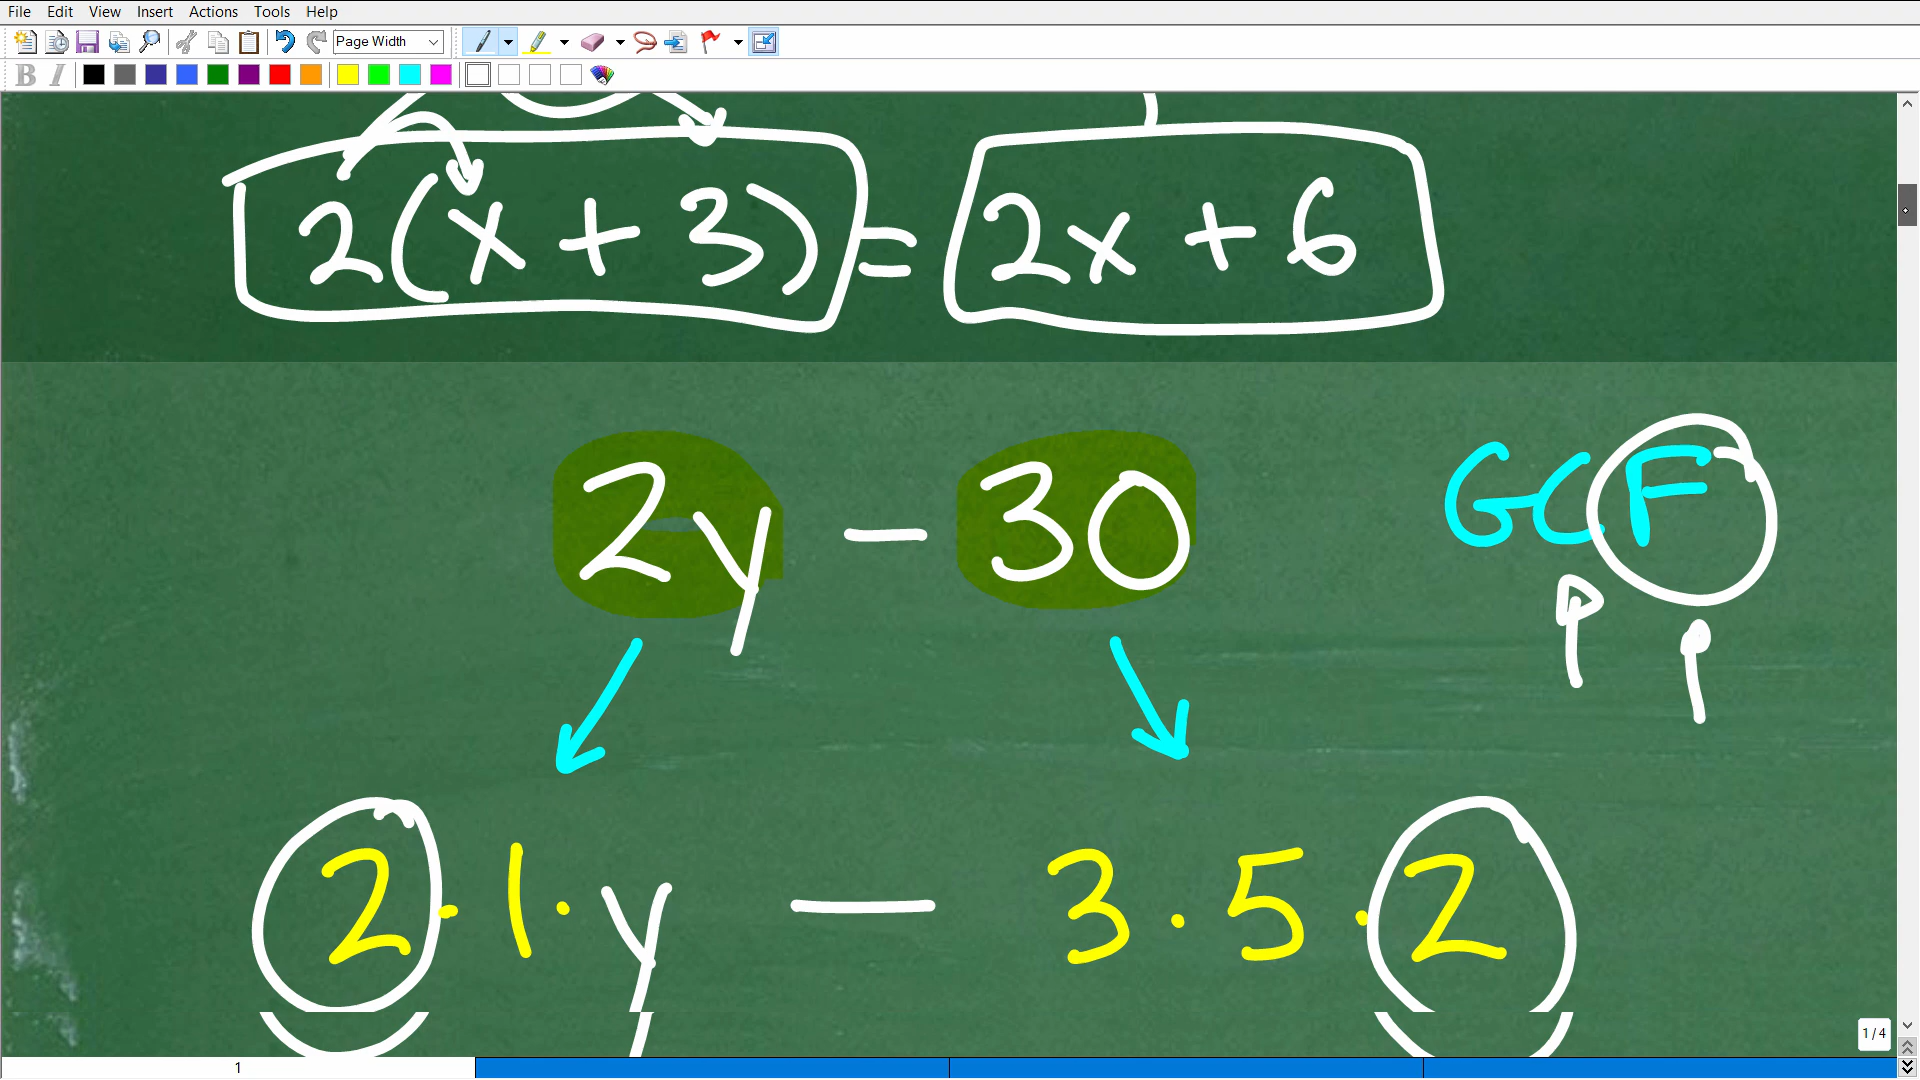 File Edit View Insert Actions Tools Help
Page Width
B I
2(x + 3) = 2x + 6
2y - 30
GCF
2 · 1 · y — 3 · 5 · 2
1 / 4
1